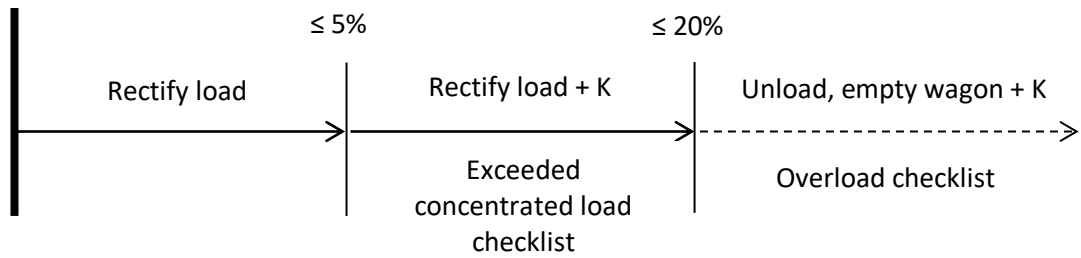 ≤ 5%
≤ 20%
Rectify load
Rectify load + K
Unload, empty wagon + K
Exceeded
concentrated load
checklist
Overload checklist